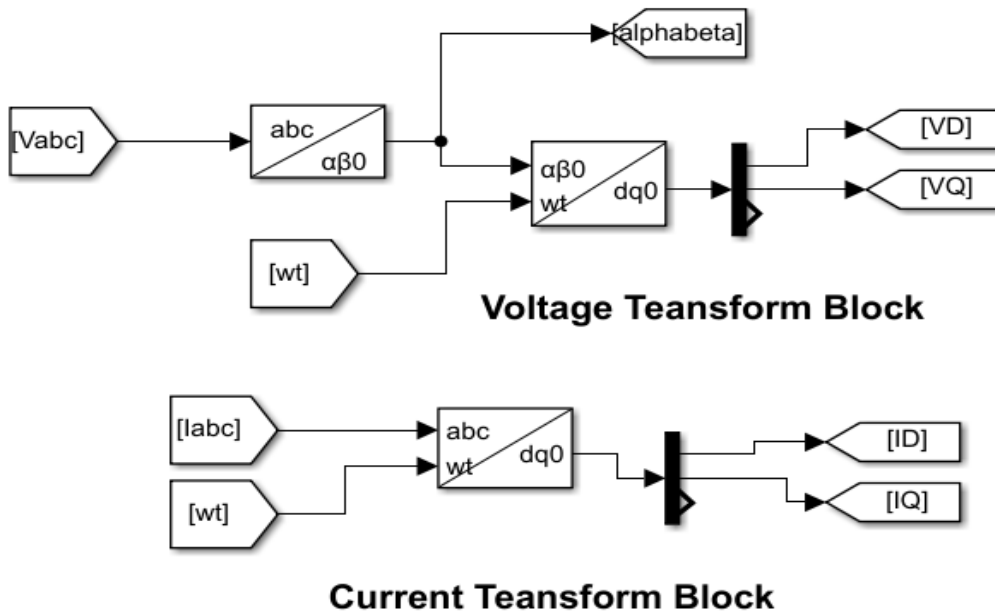 [alphabeta]
[Vabc]
abc
αβ0
αβ0
wt
dq0
[VD]
[VQ]
[wt]
Voltage Teansform Block
[Iabc]
abc
wt
dq0
[ID]
[IQ]
[wt]
Current Teansform Block